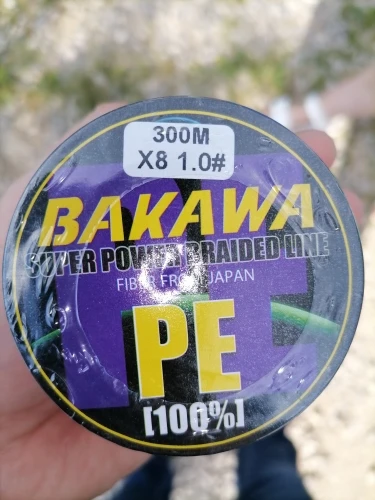 300M
X8 1.0#
BAKAWA
SUPER POWER BRAIDED LINE
FIBER FROM JAPAN
PE
[100%]